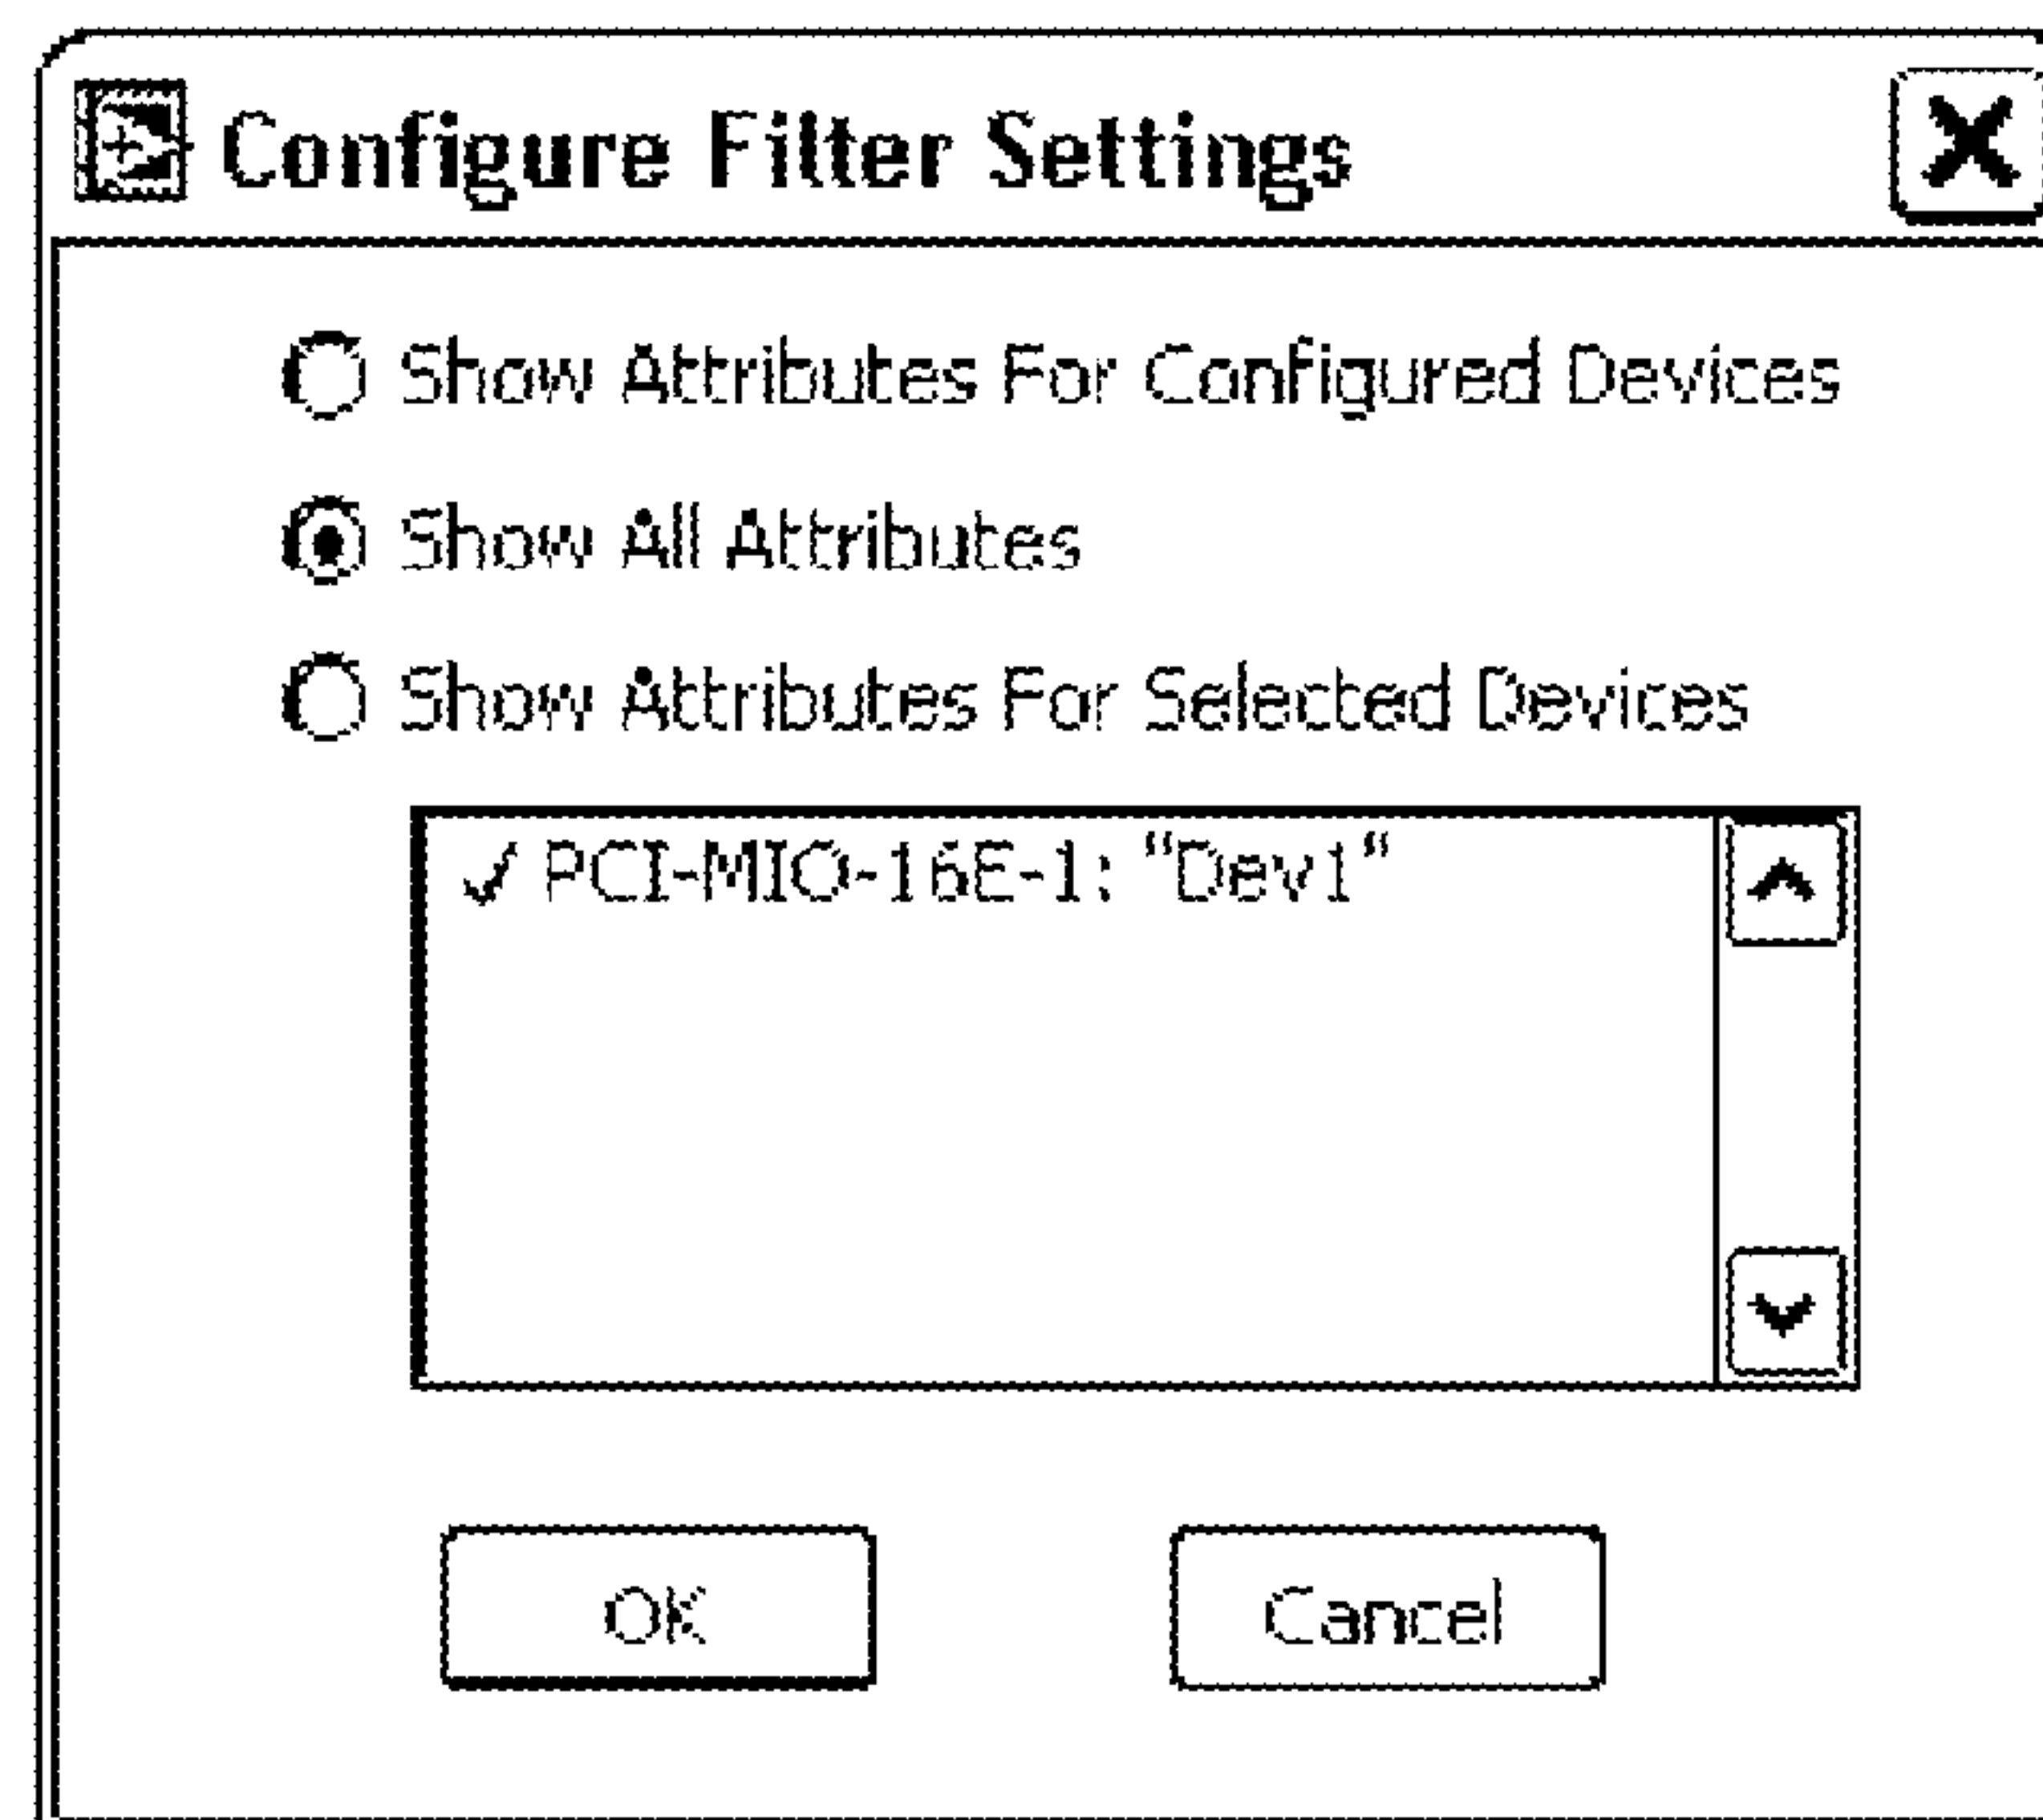 Configure Filter Settings
Show Attributes For Configured Devices
Show All Attributes
Show Attributes For Selected Devices
✓ PCI-MIO-16E-1: "Dev1"
OK
Cancel